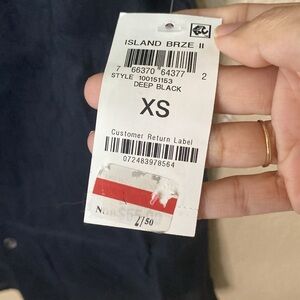 ISLAND BRZE II
7 66370 64377 2
STYLE 100151153
DEEP BLACK
XS
Customer Return Label
072483978564